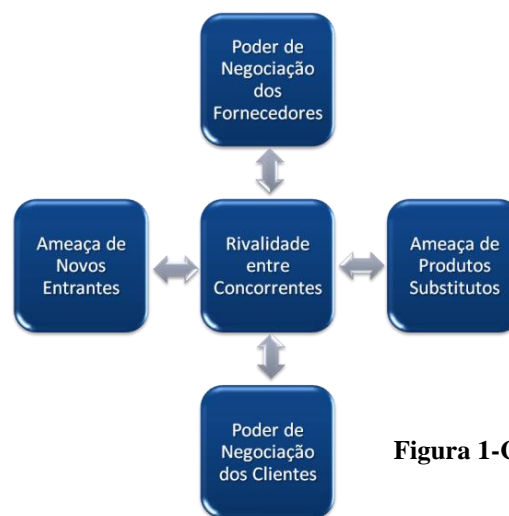 Poder de
Negociação
dos
Fornecedores
Ameaça de
Novos
Entrantes
Rivalidade
entre
Concorrentes
Ameaça de
Produtos
Substitutos
Poder de
Negociação
dos Clientes
Figura 1-